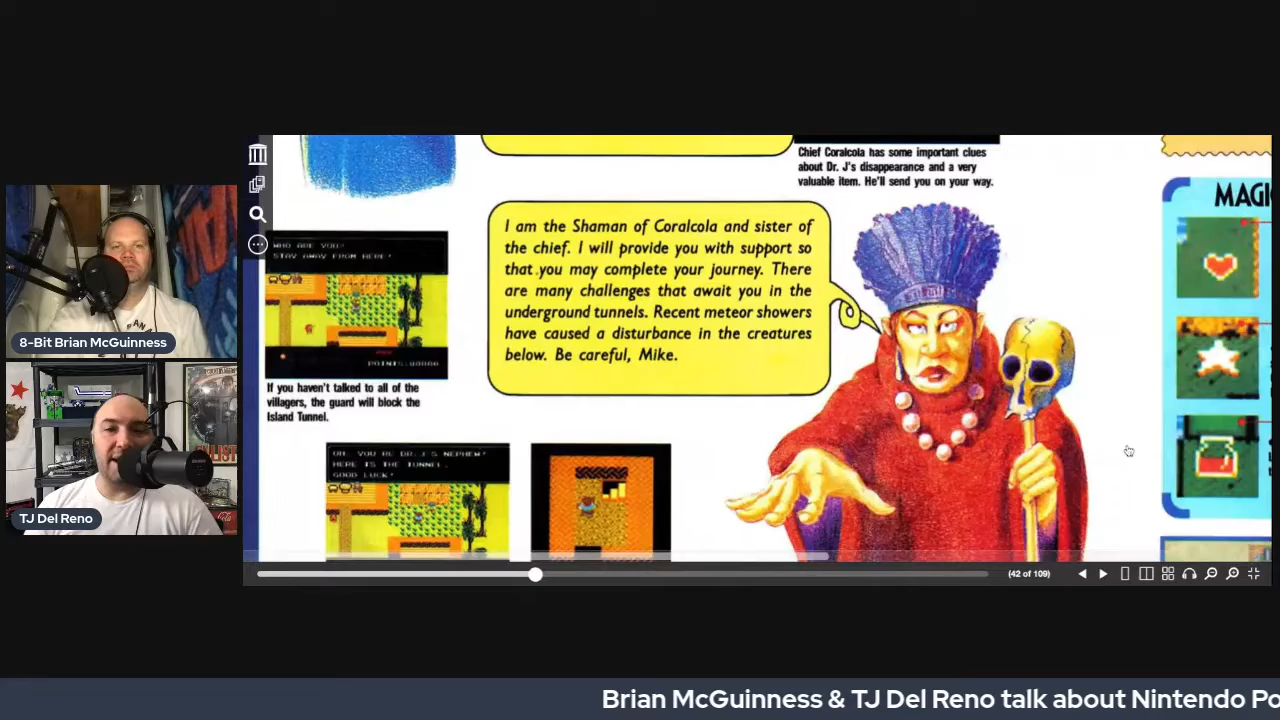 Chief Coralcola has some important clues
about Dr. J's disappearance and a very
valuable item. He'll send you on your way.
MAGI
I am the Shaman of Coralcola and sister of
the chief. I will provide you with support so
that you may complete your journey. There
are many challenges that await you in the
underground tunnels. Recent meteor showers
have caused a disturbance in the creatures
below. Be careful, Mike.
WHO ARE YOU?
STAY AWAY FROM HERE!
If you haven't talked to all of the
villagers, the guard will block the
Island Tunnel.
OH, YOU'RE DR.J'S NEPHEW!
HERE IS THE TUNNEL.
GOOD LUCK!
8-Bit Brian McGuinness
TJ Del Reno
(42 of 109)
Brian McGuinness & TJ Del Reno talk about Nintendo Po